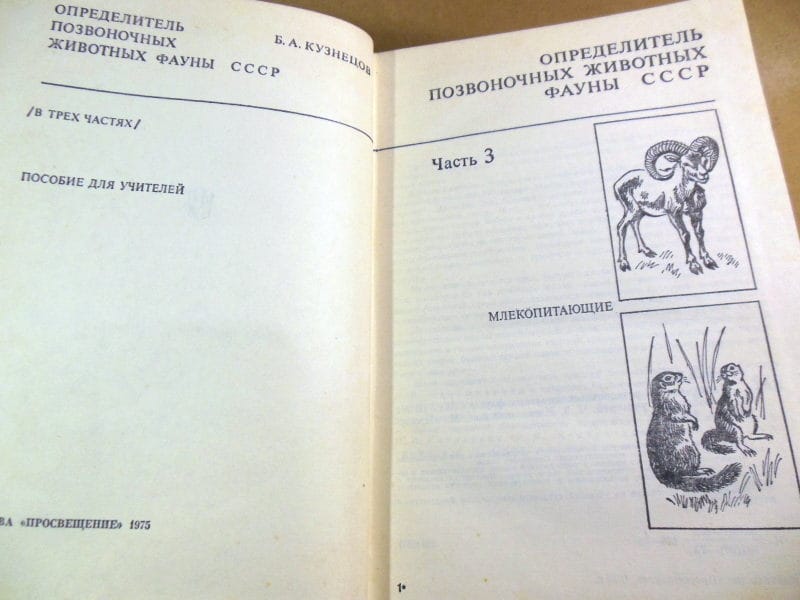 ОПРЕДЕЛИТЕЛЬ
ПОЗВОНОЧНЫХ
ЖИВОТНЫХ ФАУНЫ СССР
Б. А. КУЗНЕЦОВ
/В ТРЕХ ЧАСТЯХ/
ПОСОБИЕ ДЛЯ УЧИТЕЛЕЙ
ВА «ПРОСВЕЩЕНИЕ» 1975
ОПРЕДЕЛИТЕЛЬ
ПОЗВОНОЧНЫХ ЖИВОТНЫХ
ФАУНЫ СССР
Часть 3
МЛЕКОПИТАЮЩИЕ
1*